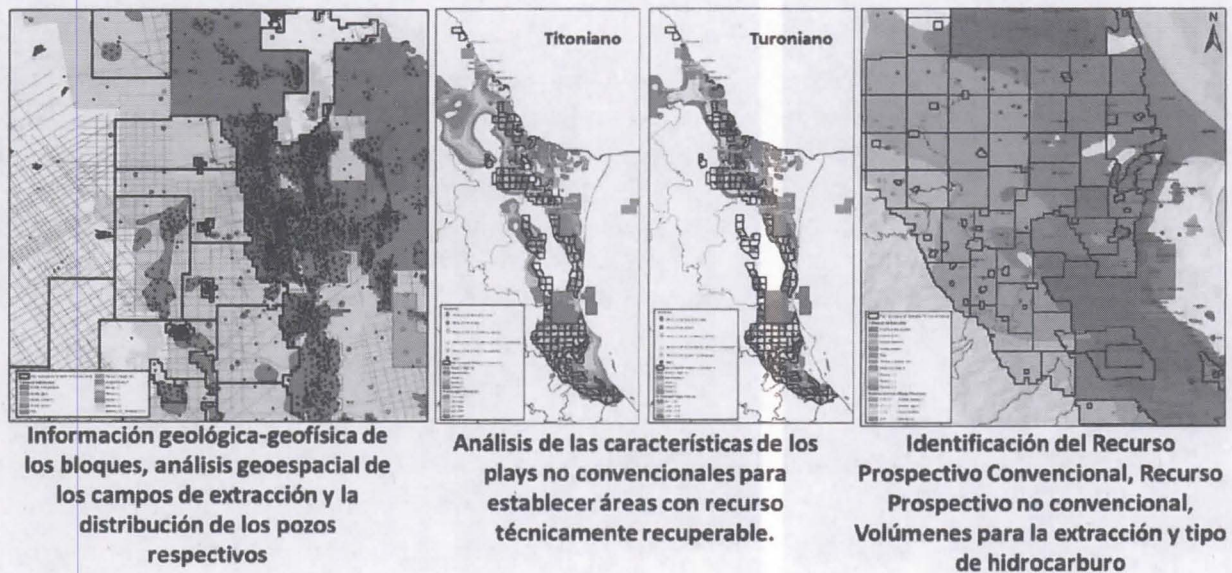 Titoniano
Turoniano
N
Información geológica-geofísica de
los bloques, análisis geoespacial de
los campos de extracción y la
distribución de los pozos
respectivos
Análisis de las características de los
plays no convencionales para
establecer áreas con recurso
técnicamente recuperable.
Identificación del Recurso
Prospectivo Convencional, Recurso
Prospectivo no convencional,
Volúmenes para la extracción y tipo
de hidrocarburo